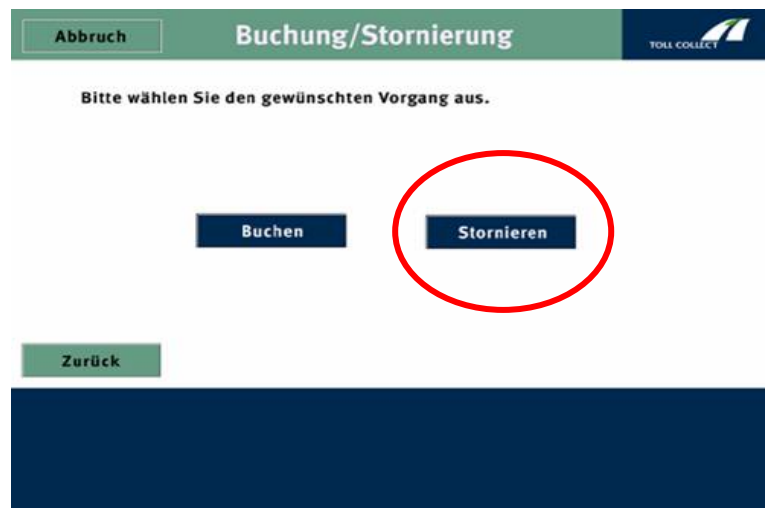 Abbruch
Buchung/Stornierung
TOLL COLLECT
Bitte wählen Sie den gewünschten Vorgang aus.
Buchen
Stornieren
Zurück